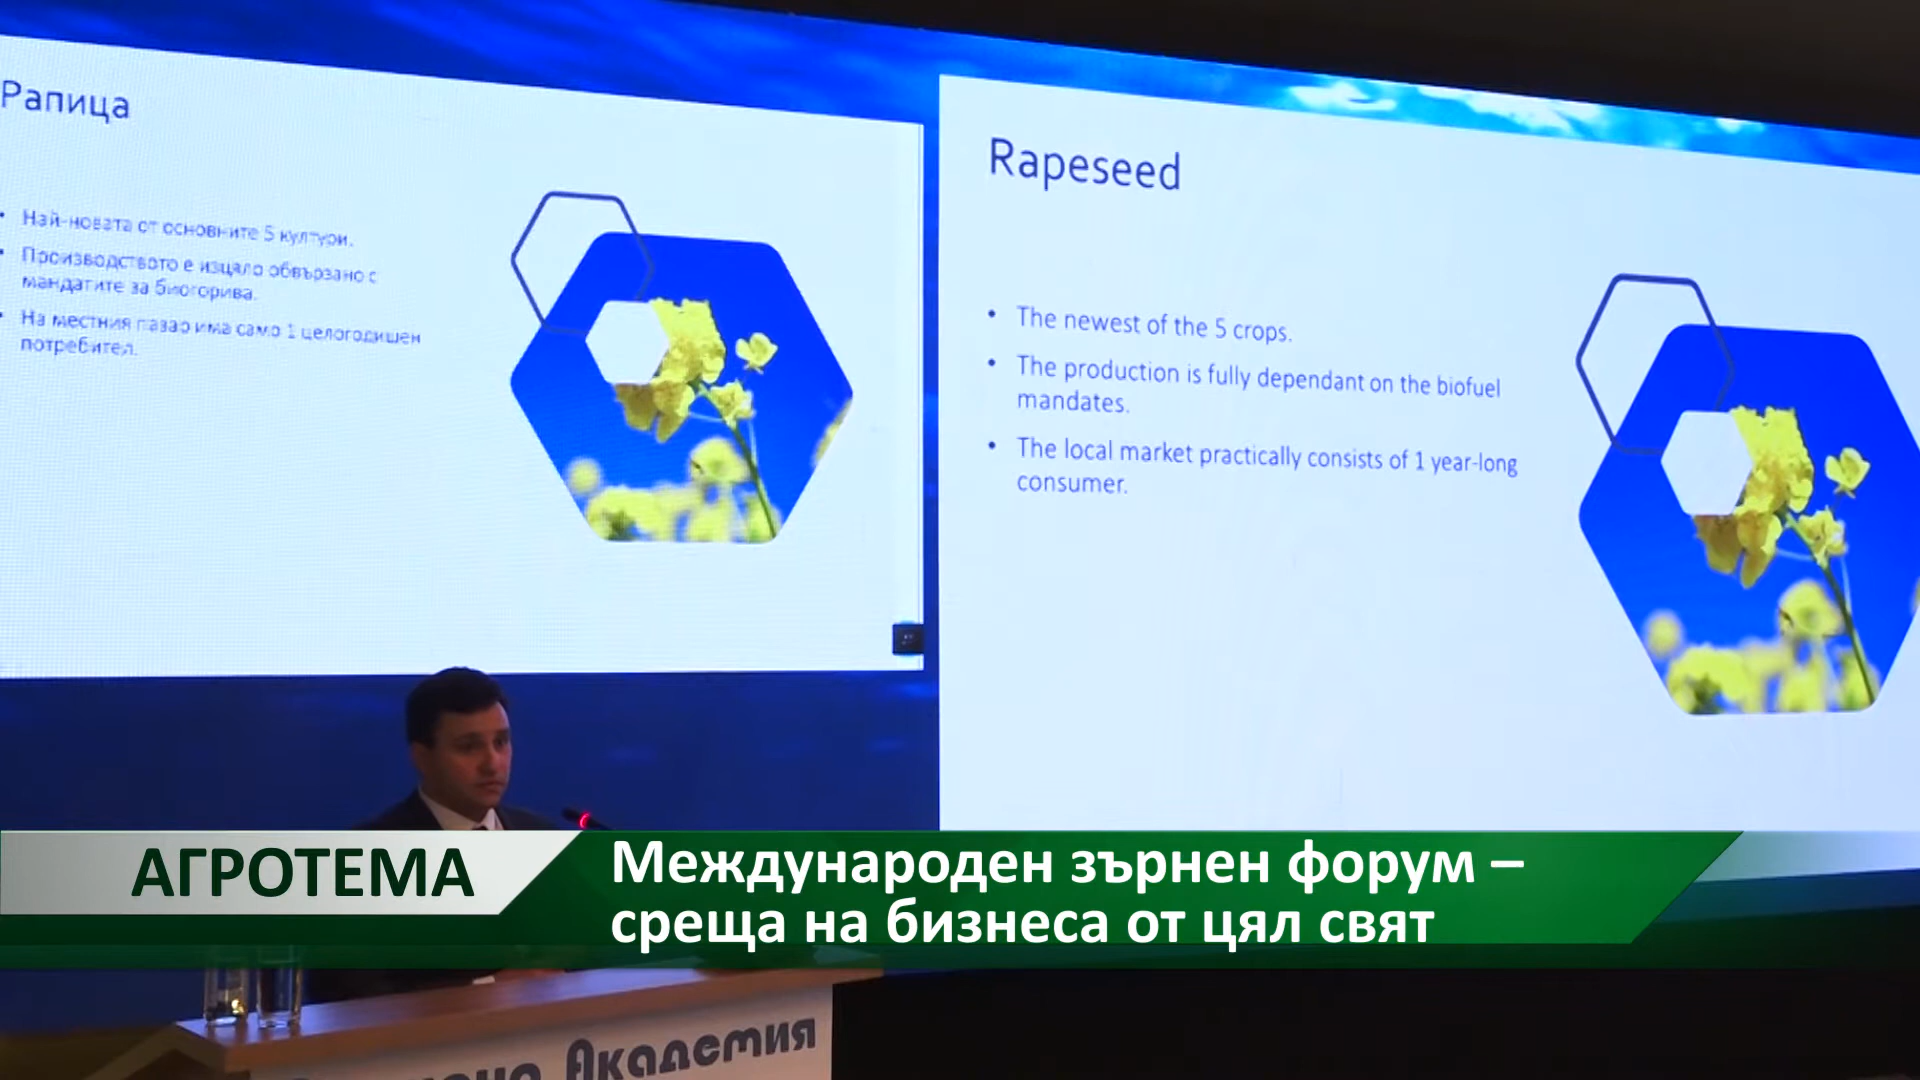 Рапица
• Най-новата от основните 5 култури.
• Производството е изцяло обвързано с
мандатите за биогорива.
• На местния пазар има само 1 целогодишен
потребител.
Rapeseed
• The newest of the 5 crops.
• The production is fully dependant on the biofuel
mandates.
• The local market practically consists of 1 year-long
consumer.
АГРОТЕМА
Международен зърнен форум –
среща на бизнеса от цял свят
Академия